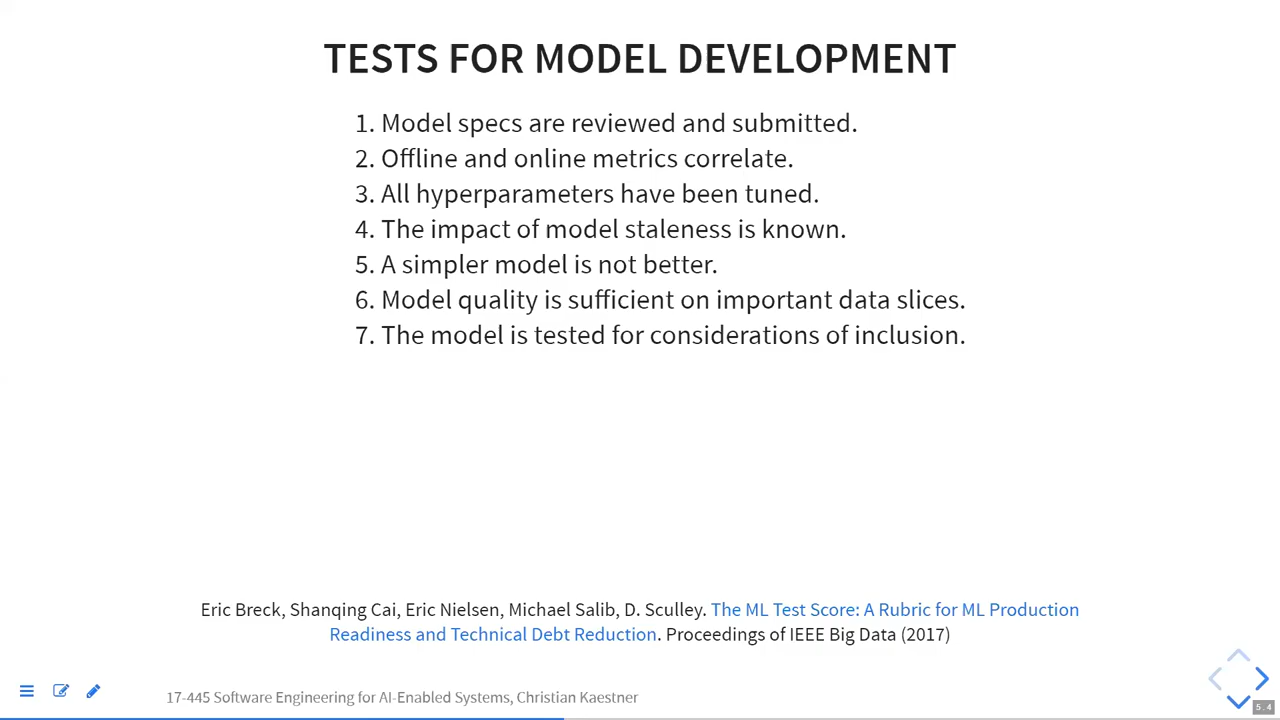 TESTS FOR MODEL DEVELOPMENT
1. Model specs are reviewed and submitted.
2. Offline and online metrics correlate.
3. All hyperparameters have been tuned.
4. The impact of model staleness is known.
5. A simpler model is not better.
6. Model quality is sufficient on important data slices.
7. The model is tested for considerations of inclusion.
Eric Breck, Shanqing Cai, Eric Nielsen, Michael Salib, D. Sculley. The ML Test Score: A Rubric for ML Production
Readiness and Technical Debt Reduction. Proceedings of IEEE Big Data (2017)
17-445 Software Engineering for AI-Enabled Systems, Christian Kaestner
5.4